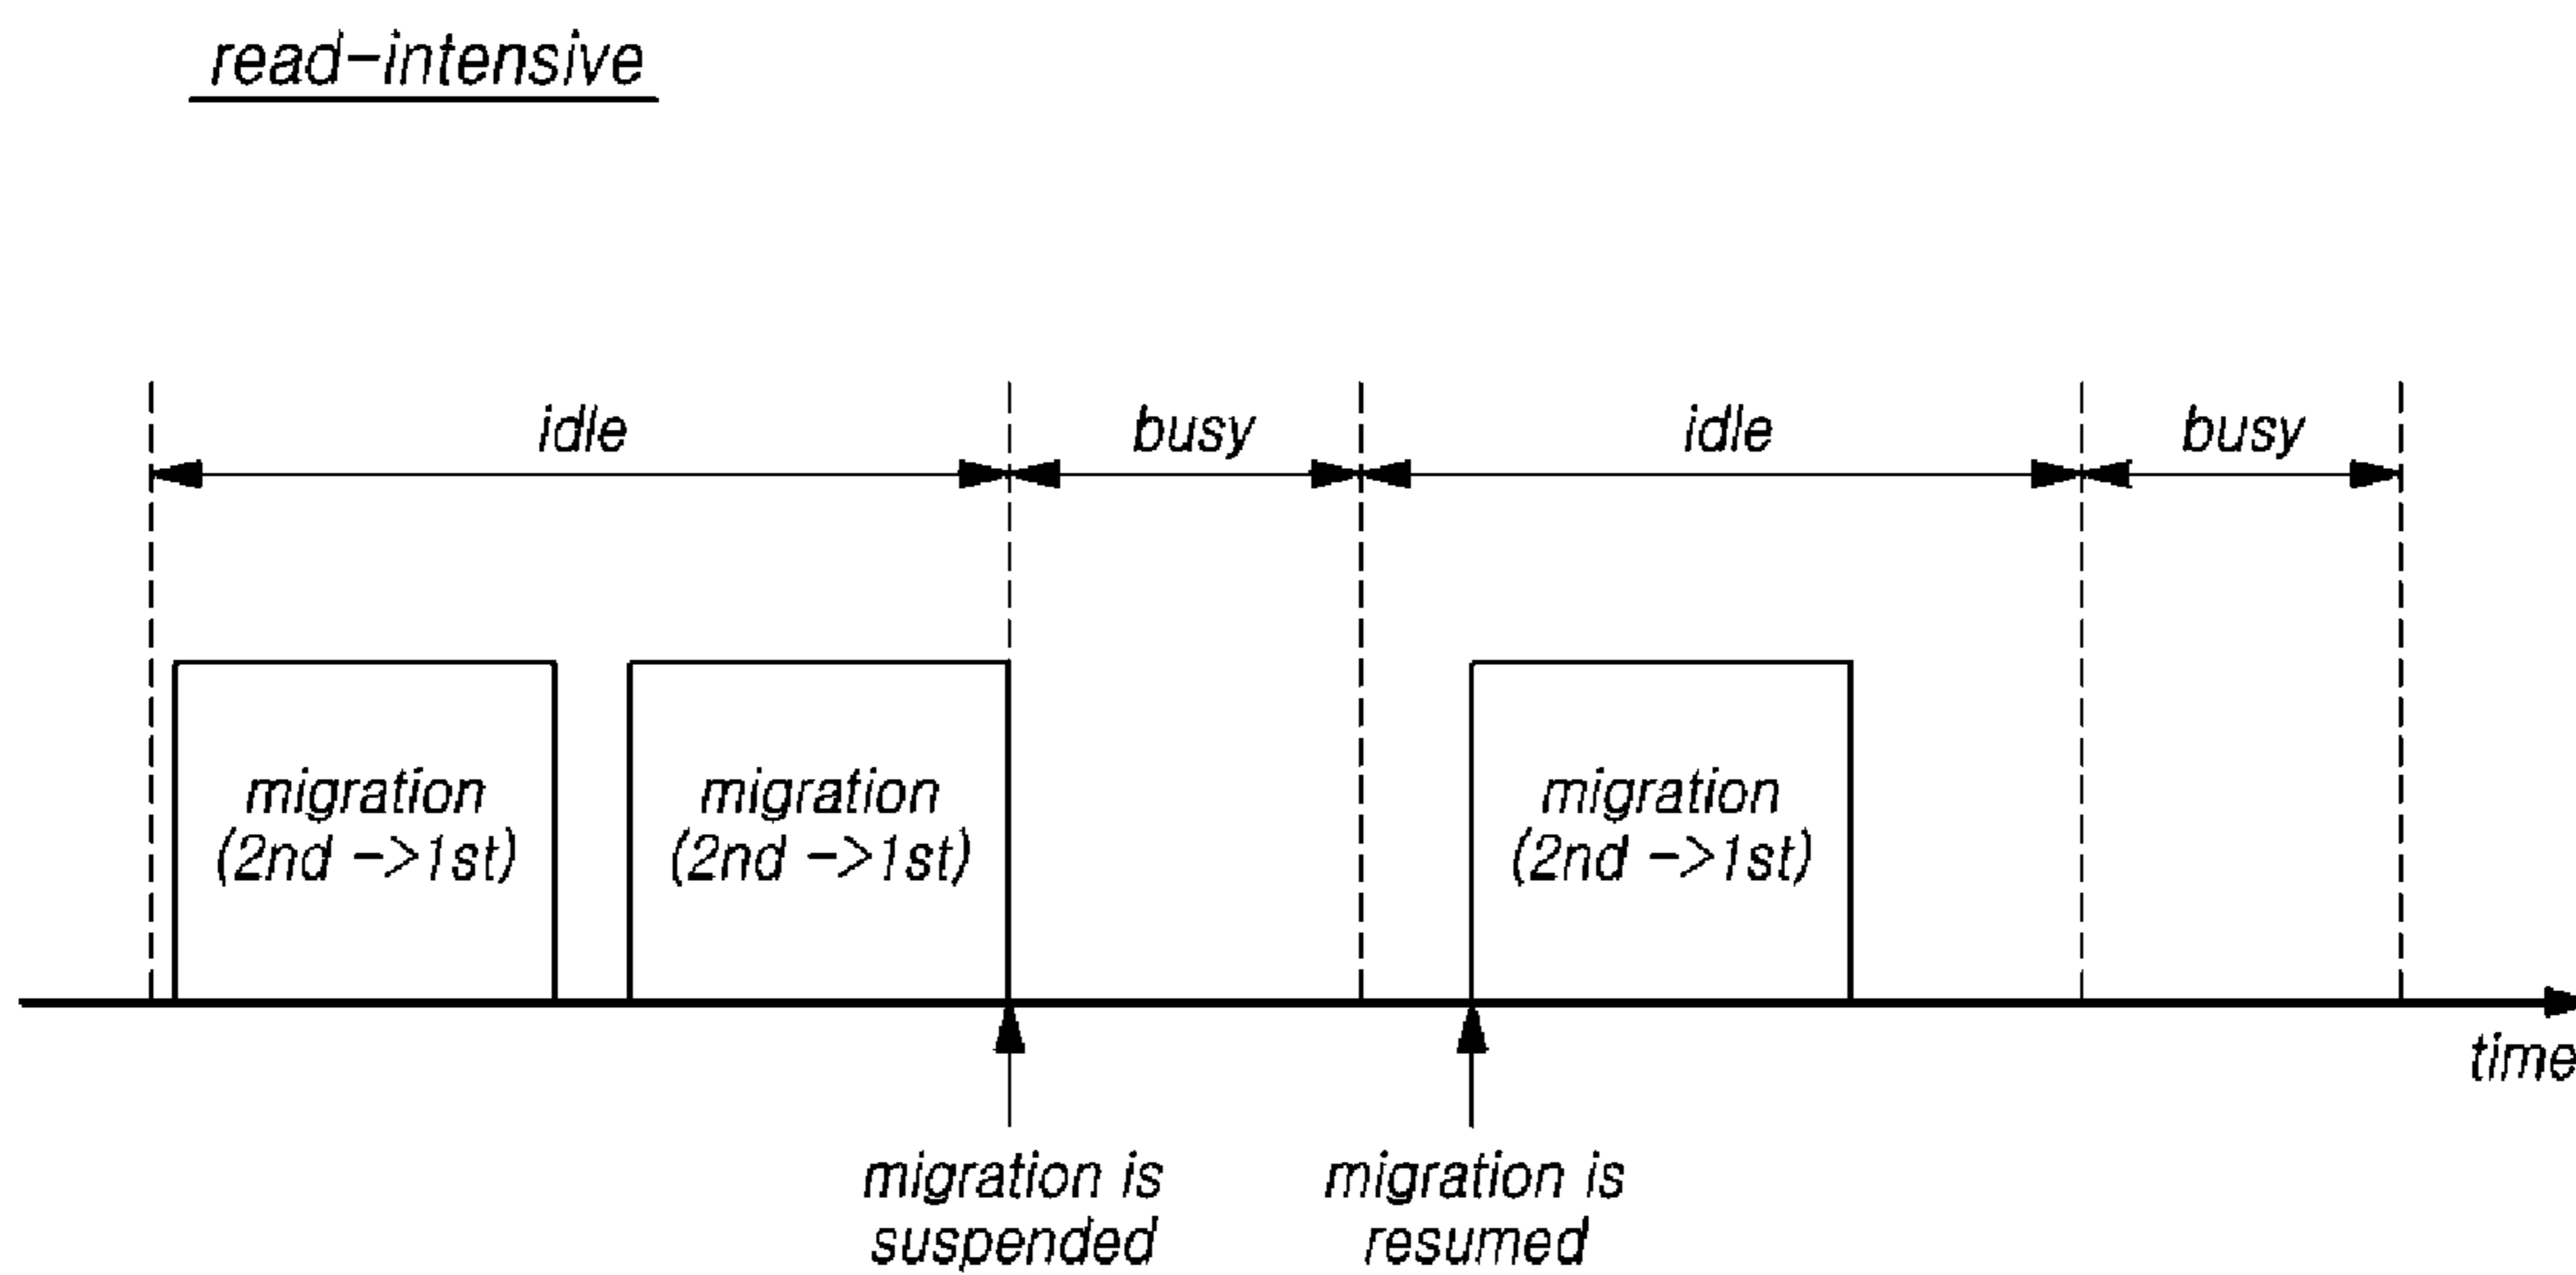 read-intensive
idle
busy
idle
busy
migration
(2nd ->1st)
migration
(2nd ->1st)
migration
(2nd ->1st)
time
migration is
suspended
migration is
resumed